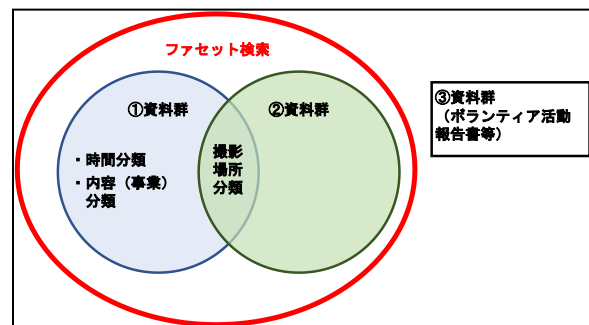 ファセット検索
①資料群
・時間分類
・内容（事業）
分類
撮影
場所
分類
②資料群
③資料群
（ボランティア活動
報告書等）